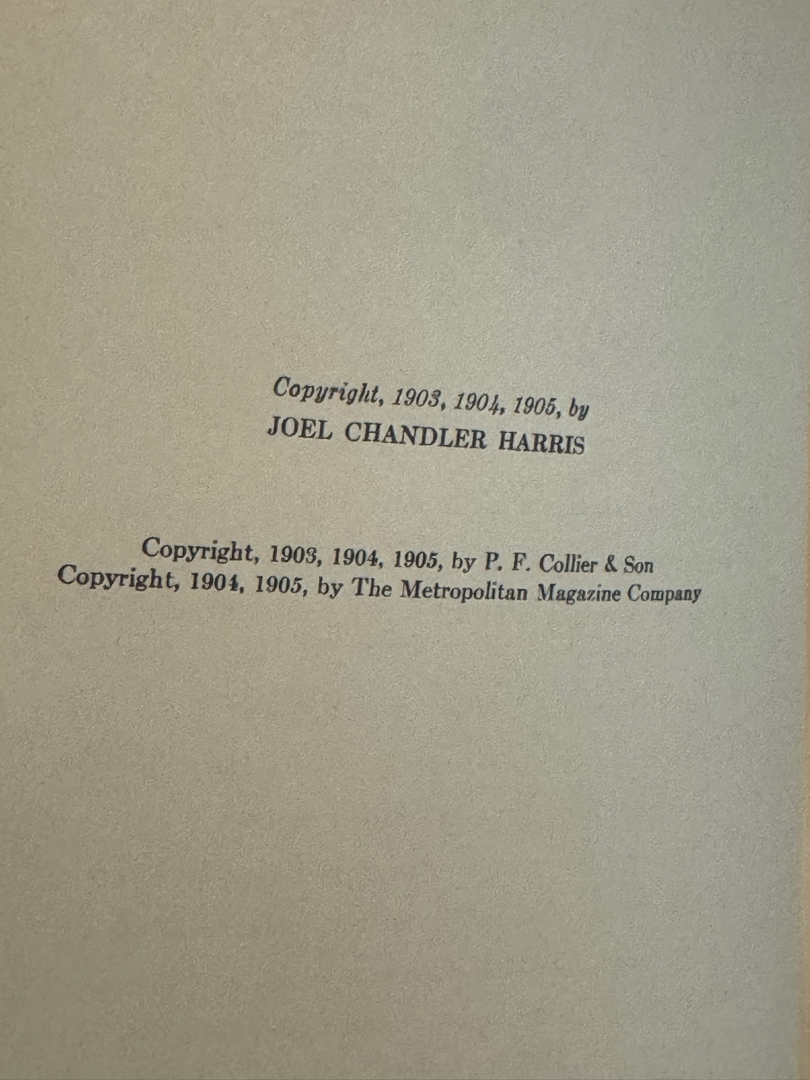 Copyright, 1903, 1904, 1905, by
JOEL CHANDLER HARRIS
Copyright, 1903, 1904, 1905, by P. F. Collier & Son
Copyright, 1904, 1905, by The Metropolitan Magazine Company